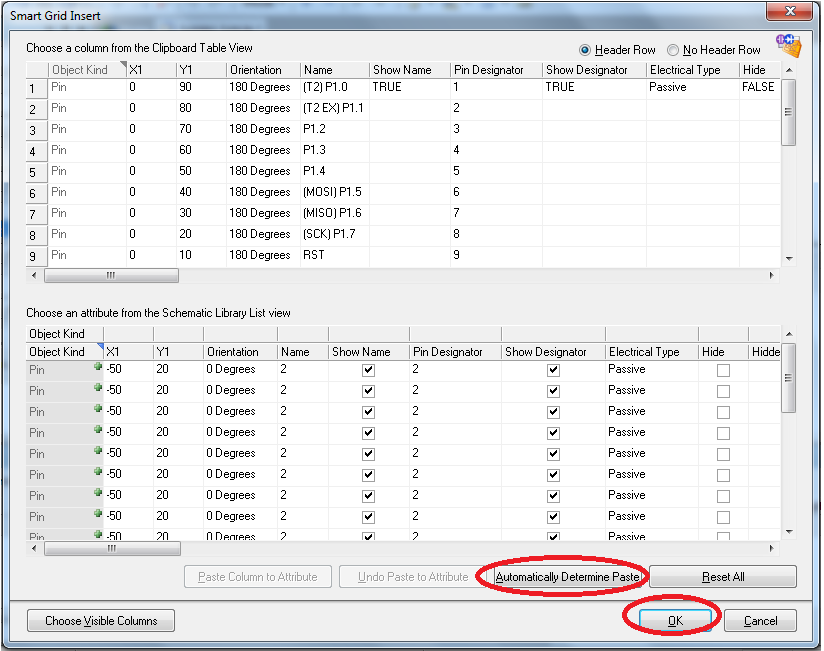 Smart Grid Insert
Choose a column from the Clipboard Table View Header Row No Header Row
Object Kind X1 Y1 Orientation Name Show Name Pin Designator Show Designator Electrical Type Hide
1 Pin 0 90 180 Degrees (T2) P1.0 TRUE 1 TRUE Passive FALSE
2 Pin 0 80 180 Degrees (T2 EX) P1.1 2
3 Pin 0 70 180 Degrees P1.2 3
4 Pin 0 60 180 Degrees P1.3 4
5 Pin 0 50 180 Degrees P1.4 5
6 Pin 0 40 180 Degrees (MOSI) P1.5 6
7 Pin 0 30 180 Degrees (MISO) P1.6 7
8 Pin 0 20 180 Degrees (SCK) P1.7 8
9 Pin 0 10 180 Degrees RST 9
Choose an attribute from the Schematic Library List view
Object Kind
Object Kind X1 Y1 Orientation Name Show Name Pin Designator Show Designator Electrical Type Hide Hidde
Pin -50 20 0 Degrees 2 2 Passive
Pin -50 20 0 Degrees 2 2 Passive
Pin -50 20 0 Degrees 2 2 Passive
Pin -50 20 0 Degrees 2 2 Passive
Pin -50 20 0 Degrees 2 2 Passive
Pin -50 20 0 Degrees 2 2 Passive
Pin -50 20 0 Degrees 2 2 Passive
Pin -50 20 0 Degrees 2 2 Passive
Pin -50 20 0 Degrees 2 2 Passive
Paste Column to Attribute Undo Paste to Attribute Automatically Determine Paste Reset All
Choose Visible Columns OK Cancel